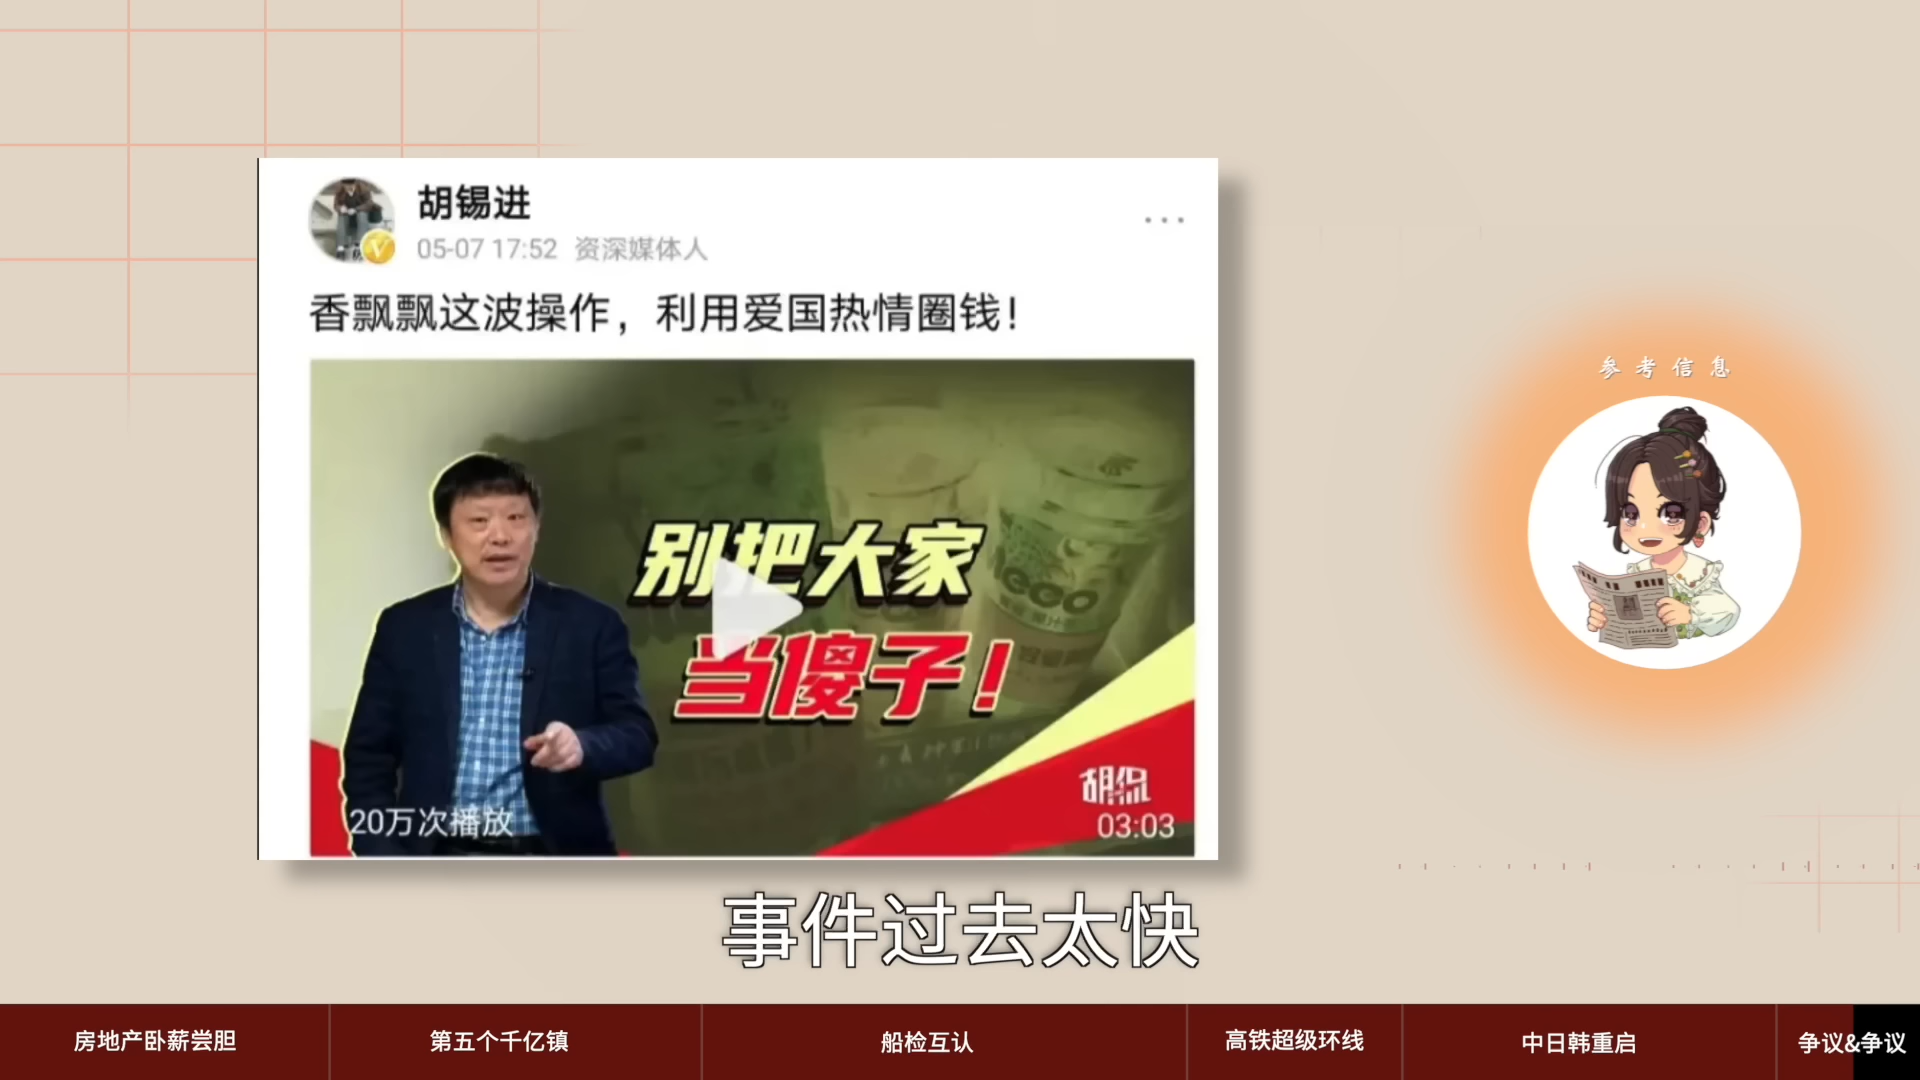 胡锡进
05-07 17:52 资深媒体人
香飘飘这波操作，利用爱国热情圈钱！
别把大家
当傻子！
胡侃
20万次播放
03:03
参考信息
事件过去太快
房地产卧薪尝胆
第五个千亿镇
船检互认
高铁超级环线
中日韩重启
争议&争议